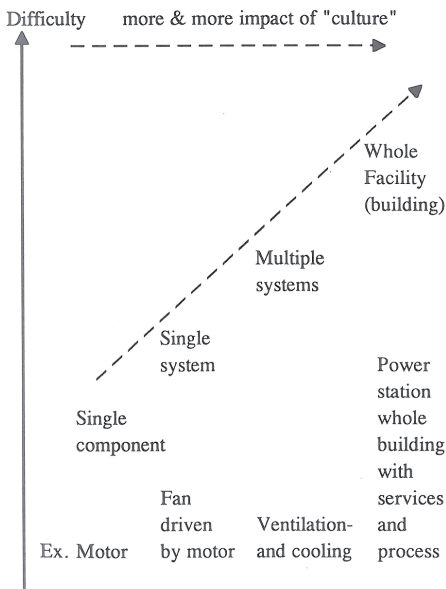 Difficulty more & more impact of "culture"
Whole
Facility
(building)
Multiple
systems
Single
system
Single
component
Power
station
whole
building
with
services
and
process
Fan
driven
by motor
Ventilation-
and cooling
Ex. Motor